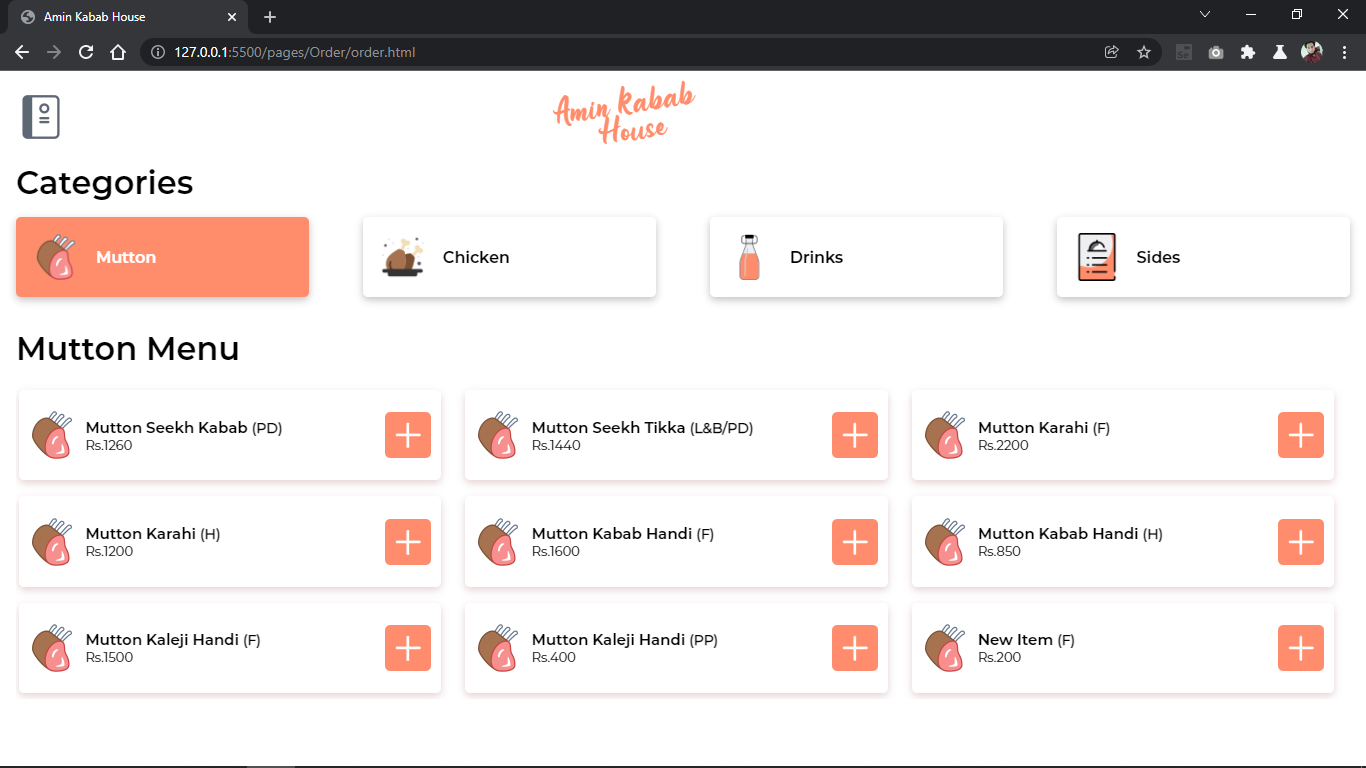 Amin Kabab House
127.0.0.1:5500/pages/Order/order.html
Amin Kabab
House
Categories
Mutton
Chicken
Drinks
Sides
Mutton Menu
Mutton Seekh Kabab (PD)
Rs.1260
Mutton Seekh Tikka (L&B/PD)
Rs.1440
Mutton Karahi (F)
Rs.2200
Mutton Karahi (H)
Rs.1200
Mutton Kabab Handi (F)
Rs.1600
Mutton Kabab Handi (H)
Rs.850
Mutton Kaleji Handi (F)
Rs.1500
Mutton Kaleji Handi (PP)
Rs.400
New Item (F)
Rs.200